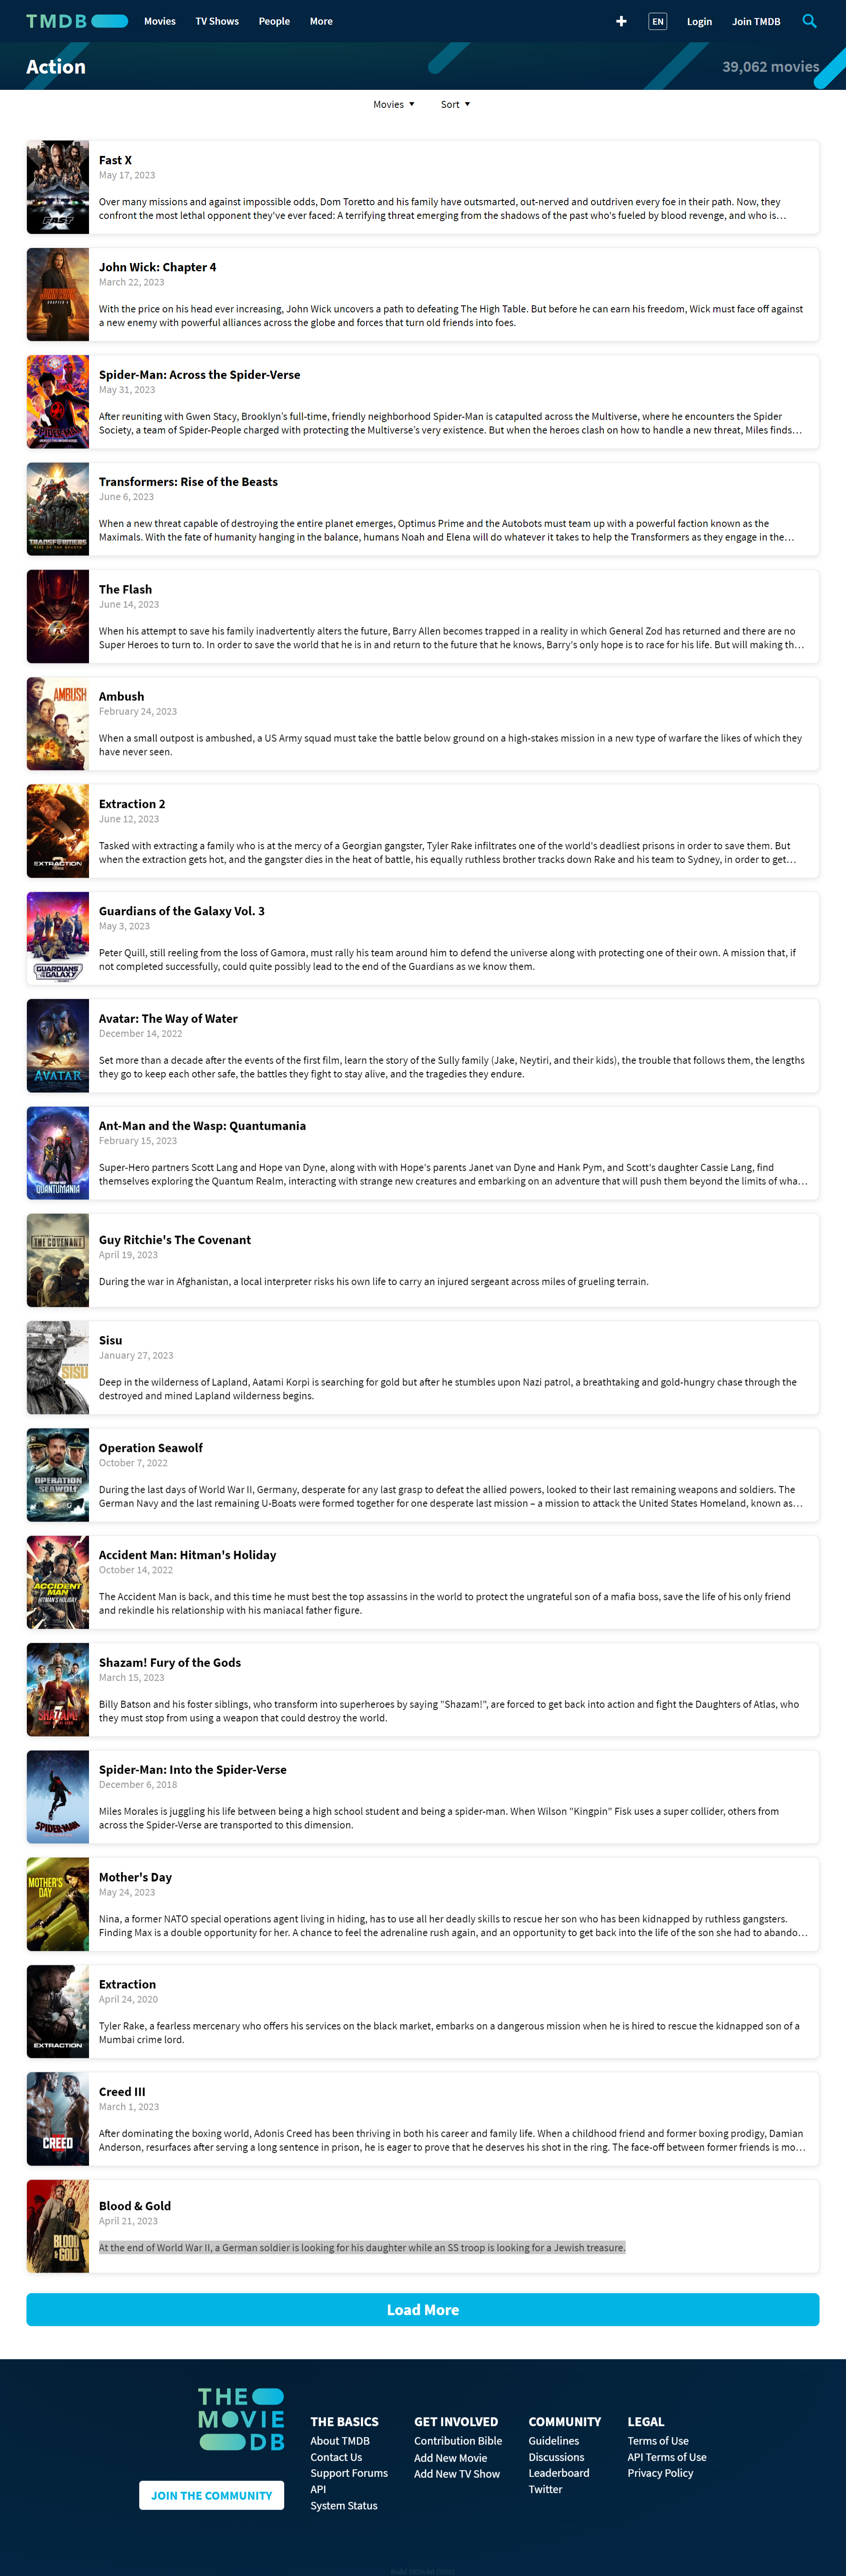 TMDB
Movies TV Shows People More
EN Login Join TMDB
Action
39,062 movies
Movies Sort
Fast X
May 17, 2023
Over many missions and against impossible odds, Dom Toretto and his family have outsmarted, out-nerved and outdriven every foe in their path. Now, they
confront the most lethal opponent they've ever faced: A terrifying threat emerging from the shadows of the past who's fueled by blood revenge, and who is…
John Wick: Chapter 4
March 22, 2023
With the price on his head ever increasing, John Wick uncovers a path to defeating The High Table. But before he can earn his freedom, Wick must face off against
a new enemy with powerful alliances across the globe and forces that turn old friends into foes.
Spider-Man: Across the Spider-Verse
May 31, 2023
After reuniting with Gwen Stacy, Brooklyn's full-time, friendly neighborhood Spider-Man is catapulted across the Multiverse, where he encounters the Spider
Society, a team of Spider-People charged with protecting the Multiverse's very existence. But when the heroes clash on how to handle a new threat, Miles finds…
TRANSFORMERS
Transformers: Rise of the Beasts
June 6, 2023
When a new threat capable of destroying the entire planet emerges, Optimus Prime and the Autobots must team up with a powerful faction known as the
Maximals. With the fate of humanity hanging in the balance, humans Noah and Elena will do whatever it takes to help the Transformers as they engage in the…
The Flash
June 14, 2023
When his attempt to save his family inadvertently alters the future, Barry Allen becomes trapped in a reality in which General Zod has returned and there are no
Super Heroes to turn to. In order to save the world that he is in and return to the future that he knows, Barry's only hope is to race for his life. But will making th…
AMBUSH
Ambush
February 24, 2023
When a small outpost is ambushed, a US Army squad must take the battle below ground on a high-stakes mission in a new type of warfare the likes of which they
have never seen.
EXTRACTION 2
Extraction 2
June 12, 2023
Tasked with extracting a family who is at the mercy of a Georgian gangster, Tyler Rake infiltrates one of the world's deadliest prisons in order to save them. But
when the extraction gets hot, and the gangster dies in the heat of battle, his equally ruthless brother tracks down Rake and his team to Sydney, in order to get…
GUARDIANS
GALAXY
Guardians of the Galaxy Vol. 3
May 3, 2023
Peter Quill, still reeling from the loss of Gamora, must rally his team around him to defend the universe along with protecting one of their own. A mission that, if
not completed successfully, could quite possibly lead to the end of the Guardians as we know them.
AVATAR
Avatar: The Way of Water
December 14, 2022
Set more than a decade after the events of the first film, learn the story of the Sully family (Jake, Neytiri, and their kids), the trouble that follows them, the lengths
they go to keep each other safe, the battles they fight to stay alive, and the tragedies they endure.
QUANTUMANIA
Ant-Man and the Wasp: Quantumania
February 15, 2023
Super-Hero partners Scott Lang and Hope van Dyne, along with with Hope's parents Janet van Dyne and Hank Pym, and Scott's daughter Cassie Lang, find
themselves exploring the Quantum Realm, interacting with strange new creatures and embarking on an adventure that will push them beyond the limits of wha…
THE COVENANT
Guy Ritchie's The Covenant
April 19, 2023
During the war in Afghanistan, a local interpreter risks his own life to carry an injured sergeant across miles of grueling terrain.
SISU
Sisu
January 27, 2023
Deep in the wilderness of Lapland, Aatami Korpi is searching for gold but after he stumbles upon Nazi patrol, a breathtaking and gold-hungry chase through the
destroyed and mined Lapland wilderness begins.
OPERATION
SEAWOLF
Operation Seawolf
October 7, 2022
During the last days of World War II, Germany, desperate for any last grasp to defeat the allied powers, looked to their last remaining weapons and soldiers. The
German Navy and the last remaining U-Boats were formed together for one desperate last mission – a mission to attack the United States Homeland, known as…
ACCIDENT
MAN
HITMAN'S HOLIDAY
Accident Man: Hitman's Holiday
October 14, 2022
The Accident Man is back, and this time he must best the top assassins in the world to protect the ungrateful son of a mafia boss, save the life of his only friend
and rekindle his relationship with his maniacal father figure.
SHAZAM!
Shazam! Fury of the Gods
March 15, 2023
Billy Batson and his foster siblings, who transform into superheroes by saying "Shazam!", are forced to get back into action and fight the Daughters of Atlas, who
they must stop from using a weapon that could destroy the world.
SPIDER-MAN
Spider-Man: Into the Spider-Verse
December 6, 2018
Miles Morales is juggling his life between being a high school student and being a spider-man. When Wilson "Kingpin" Fisk uses a super collider, others from
across the Spider-Verse are transported to this dimension.
MOTHER'S
DAY
Mother's Day
May 24, 2023
Nina, a former NATO special operations agent living in hiding, has to use all her deadly skills to rescue her son who has been kidnapped by ruthless gangsters.
Finding Max is a double opportunity for her. A chance to feel the adrenaline rush again, and an opportunity to get back into the life of the son she had to abando…
EXTRACTION
Extraction
April 24, 2020
Tyler Rake, a fearless mercenary who offers his services on the black market, embarks on a dangerous mission when he is hired to rescue the kidnapped son of a
Mumbai crime lord.
CREED
Creed III
March 1, 2023
After dominating the boxing world, Adonis Creed has been thriving in both his career and family life. When a childhood friend and former boxing prodigy, Damian
Anderson, resurfaces after serving a long sentence in prison, he is eager to prove that he deserves his shot in the ring. The face-off between former friends is mo…
BLOOD
& GOLD
Blood & Gold
April 21, 2023
At the end of World War II, a German soldier is looking for his daughter while an SS troop is looking for a Jewish treasure.
Load More
THE
MOVIE
DB
JOIN THE COMMUNITY
THE BASICS
About TMDB
Contact Us
Support Forums
API
System Status
GET INVOLVED
Contribution Bible
Add New Movie
Add New TV Show
COMMUNITY
Guidelines
Discussions
Leaderboard
Twitter
LEGAL
Terms of Use
API Terms of Use
Privacy Policy